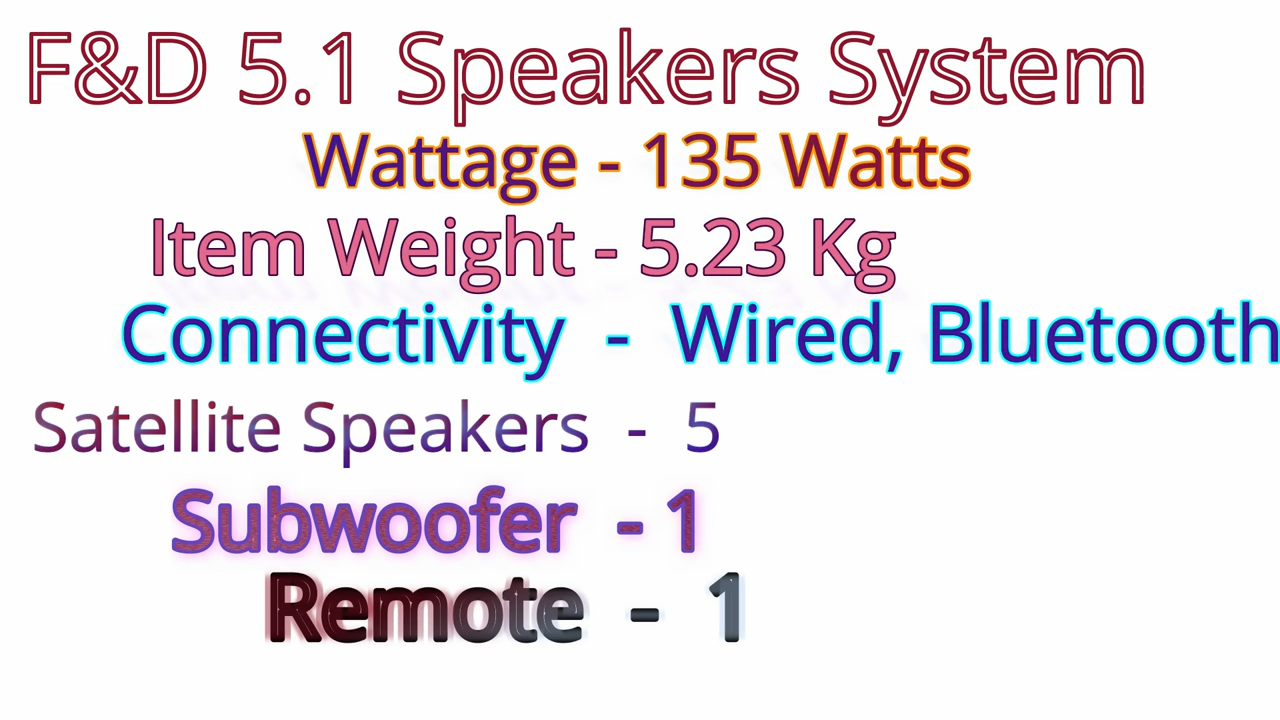 F&D 5.1 Speakers System
Wattage - 135 Watts
Item Weight - 5.23 Kg
Connectivity - Wired, Bluetooth
Satellite Speakers - 5
Subwoofer - 1
Remote - 1